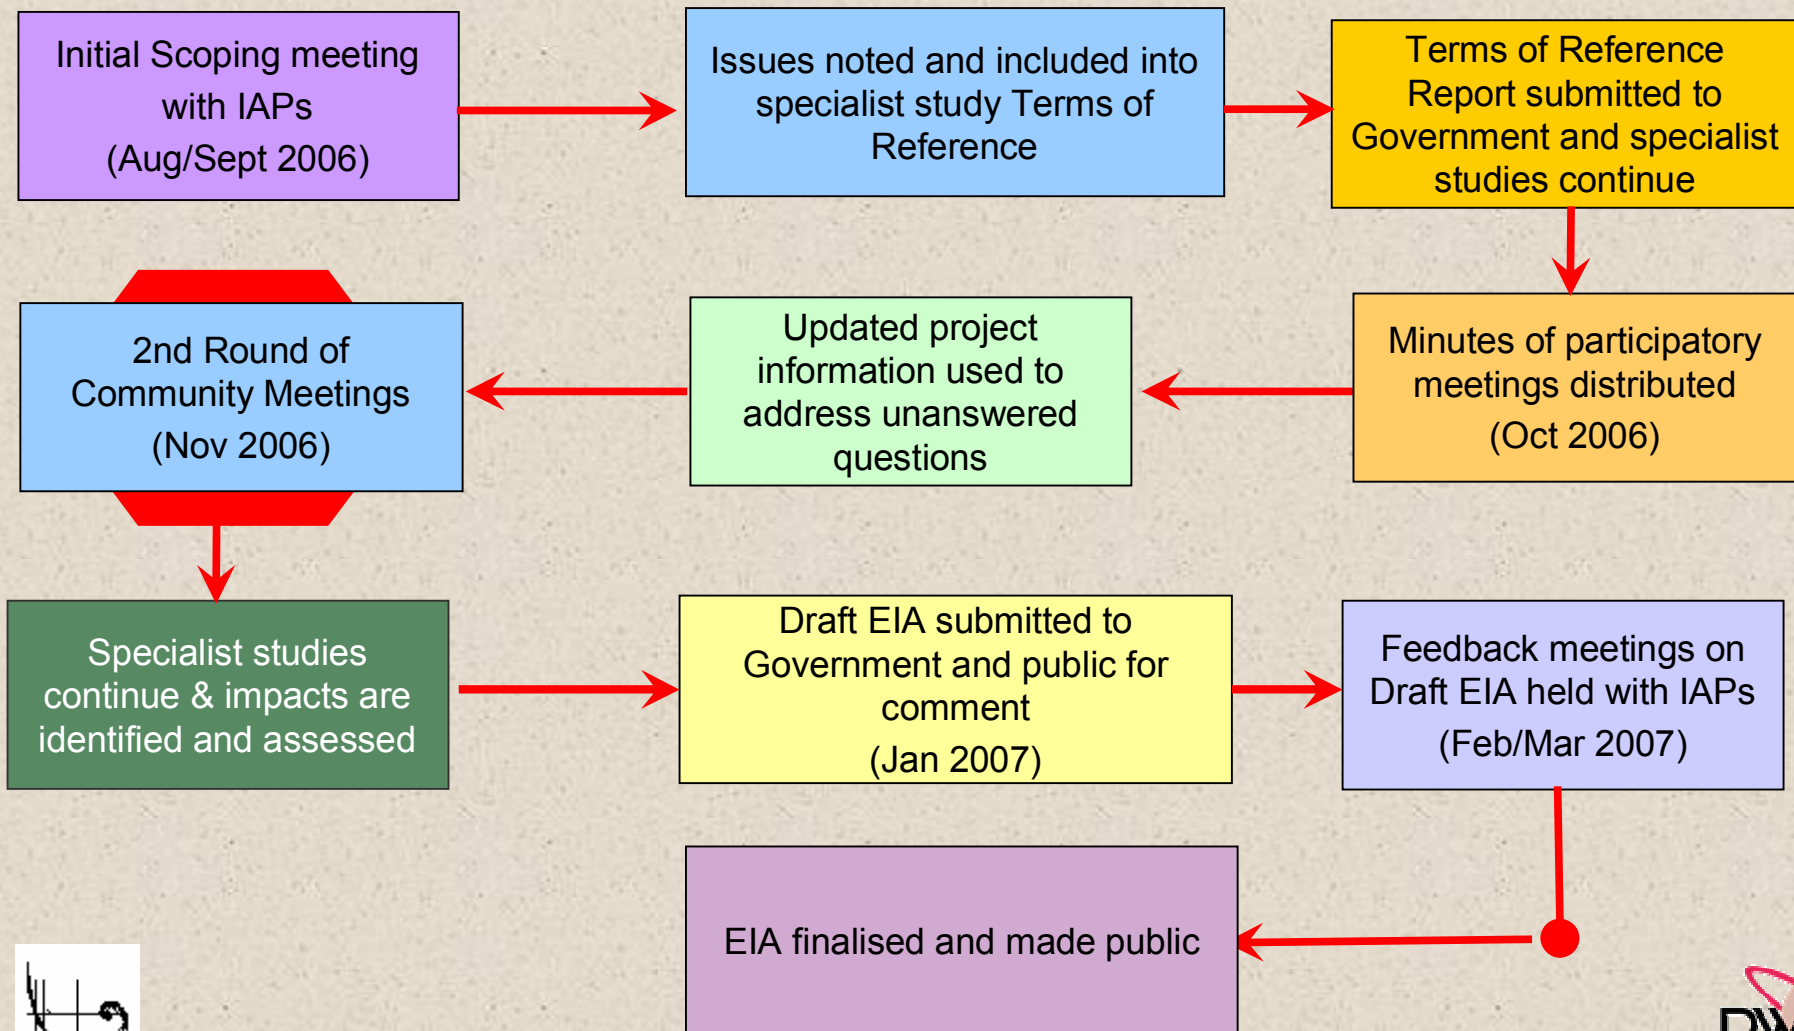 Initial Scoping meeting
with IAPs
(Aug/Sept 2006)
Issues noted and included into
specialist study Terms of
Reference
Terms of Reference
Report submitted to
Government and specialist
studies continue
Minutes of participatory
meetings distributed
(Oct 2006)
Updated project
information used to
address unanswered
questions
2nd Round of
Community Meetings
(Nov 2006)
Specialist studies
continue & impacts are
identified and assessed
Draft EIA submitted to
Government and public for
comment
(Jan 2007)
Feedback meetings on
Draft EIA held with IAPs
(Feb/Mar 2007)
EIA finalised and made public